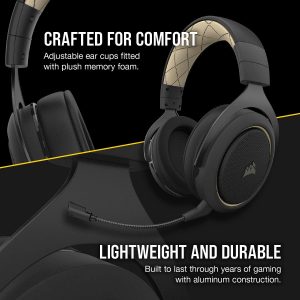 CRAFTED FOR COMFORT
Adjustable ear cups fitted
with plush memory foam.
LIGHTWEIGHT AND DURABLE
Built to last through years of gaming
with aluminum construction.